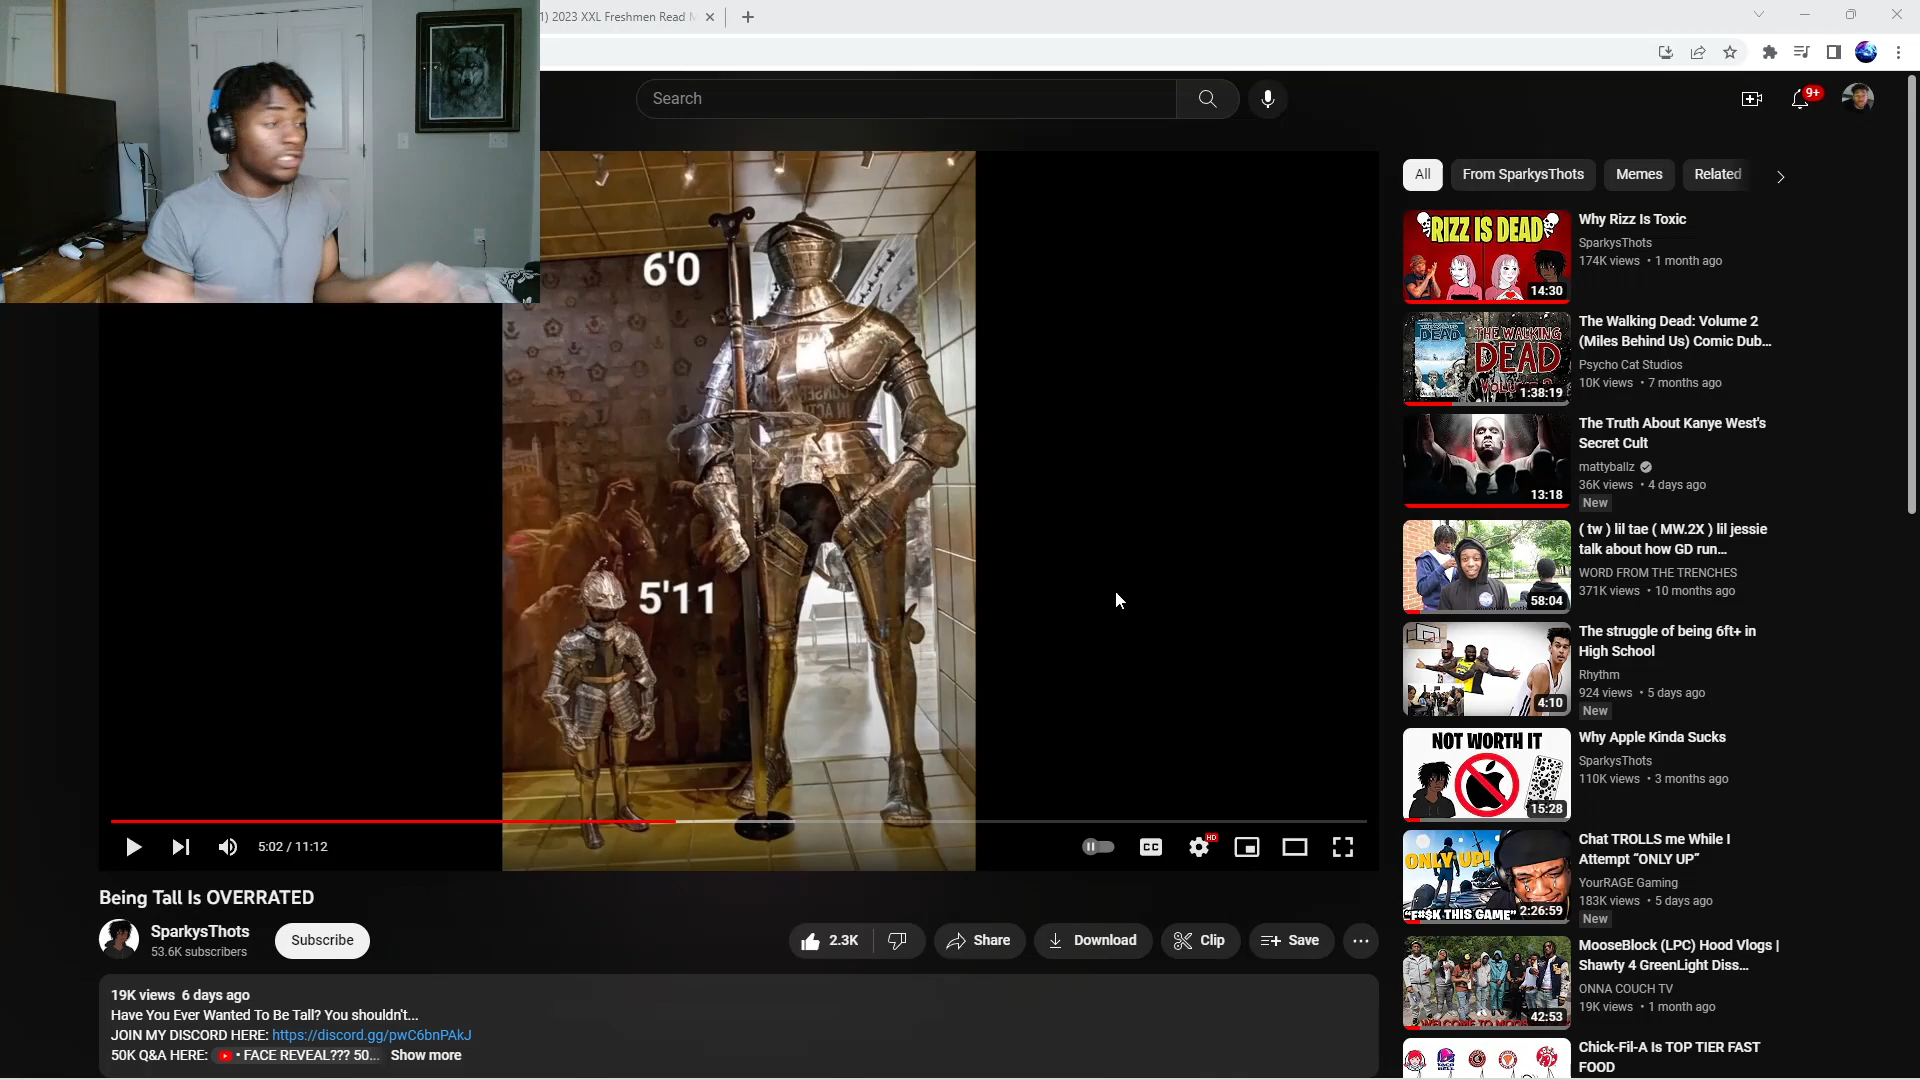 1) 2023 XXL Freshmen Read M
Search
9+
6'0
5'11
5:02 / 11:12
CC
HD
Being Tall Is OVERRATED
SparkysThots
53.6K subscribers
Subscribe
2.3K
Share
Download
Clip
Save
19K views 6 days ago
Have You Ever Wanted To Be Tall? You shouldn't...
JOIN MY DISCORD HERE: https://discord.gg/pwC6bnPAkJ
50K Q&A HERE: • FACE REVEAL??? 50... Show more
All
From SparkysThots
Memes
Related
RIZZ IS DEAD
14:30
Why Rizz Is Toxic
SparkysThots
174K views • 1 month ago
DEAD
THE WALKING
DEAD
1:38:19
The Walking Dead: Volume 2
(Miles Behind Us) Comic Dub...
Psycho Cat Studios
10K views • 7 months ago
13:18
The Truth About Kanye West's
Secret Cult
mattyballz
36K views • 4 days ago
New
58:04
( tw ) lil tae ( MW.2X ) lil jessie
talk about how GD run...
WORD FROM THE TRENCHES
371K views • 10 months ago
4:10
The struggle of being 6ft+ in
High School
Rhythm
924 views • 5 days ago
New
NOT WORTH IT
15:28
Why Apple Kinda Sucks
SparkysThots
110K views • 3 months ago
ONLY UP!
"F#$K THIS GAME"
2:26:59
Chat TROLLS me While I
Attempt “ONLY UP”
YourRAGE Gaming
183K views • 5 days ago
New
42:53
MooseBlock (LPC) Hood Vlogs |
Shawty 4 GreenLight Diss...
ONNA COUCH TV
19K views • 1 month ago
Chick-Fil-A Is TOP TIER FAST
FOOD